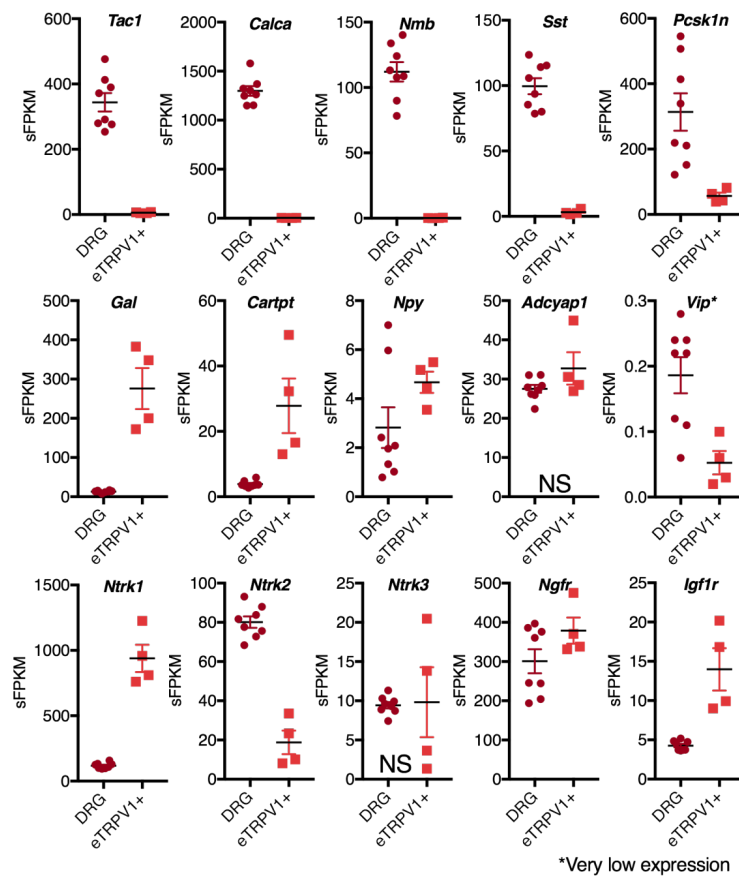 Tac1 Calca Nmb Sst Pcsk1n
sFPKM sFPKM sFPKM sFPKM sFPKM
600 2000 150 150 600
400 1500 100 100 400
200 1000 50 50 200
0 500 0 0 0
0
DRG eTRPV1+ DRG eTRPV1+ DRG eTRPV1+ DRG eTRPV1+ DRG eTRPV1+
Gal Cartpt Npy Adcyap1 Vip*
sFPKM sFPKM sFPKM sFPKM sFPKM
500 60 8 50 0.3
400 40 6 40 0.2
300 20 4 30 0.1
200 0 2 20 0.0
100 0 10
0 0
NS
DRG eTRPV1+ DRG eTRPV1+ DRG eTRPV1+ DRG eTRPV1+ DRG eTRPV1+
Ntrk1 Ntrk2 Ntrk3 Ngfr Igf1r
sFPKM sFPKM sFPKM sFPKM sFPKM
1500 100 25 500 25
1000 80 20 400 20
500 60 15 300 15
0 40 10 200 10
20 5 100 5
0 0 0 0
NS
DRG eTRPV1+ DRG eTRPV1+ DRG eTRPV1+ DRG eTRPV1+ DRG eTRPV1+
*Very low expression